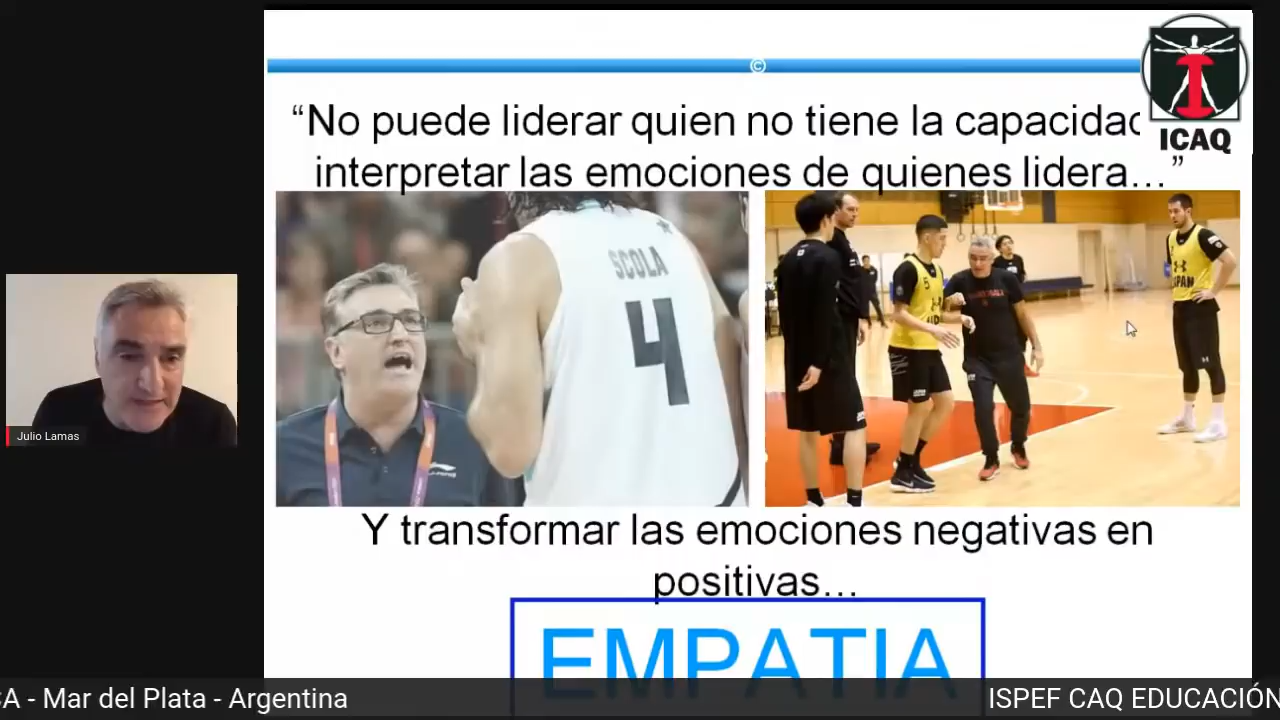 ©
ICAQ
“No puede liderar quien no tiene la capacidad
interpretar las emociones de quienes lidera...”
SCOLA
4
5
JAPAN
Julio Lamas
Y transformar las emociones negativas en
positivas...
EMPATIA
CA - Mar del Plata - Argentina
ISPEF CAQ EDUCACIÓN